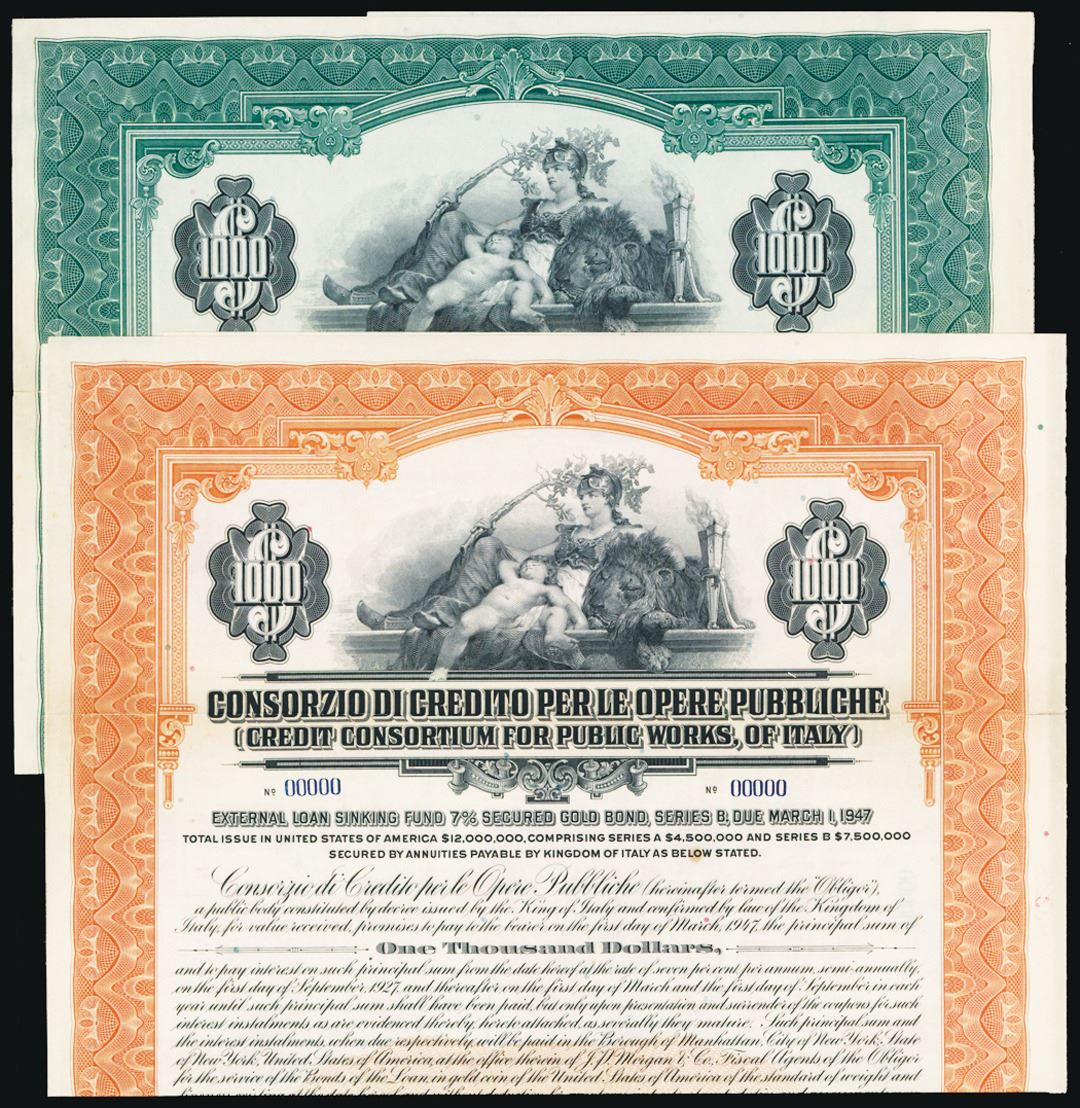 $ 1000
$ 1000
$ 1000
$ 1000
CONSORZIO DI CREDITO PER LE OPERE PUBBLICHE
(CREDIT CONSORTIUM FOR PUBLIC WORKS, OF ITALY)
Nº 00000 Nº 00000
EXTERNAL LOAN SINKING FUND 7% SECURED GOLD BOND, SERIES B, DUE MARCH 1, 1947
TOTAL ISSUE IN UNITED STATES OF AMERICA $12,000,000, COMPRISING SERIES A $4,500,000 AND SERIES B $7,500,000
SECURED BY ANNUITIES PAYABLE BY KINGDOM OF ITALY AS BELOW STATED.
Consorzio di Credito per le Opere Pubbliche (hereinafter termed the "Obligor"),
a public body constituted by decree issued by the King of Italy and confirmed by law of the Kingdom of
Italy, for value received, promises to pay to the bearer on the first day of March, 1947, the principal sum of
One Thousand Dollars,
and to pay interest on such principal sum from the date hereof at the rate of seven per cent. per annum, semi-annually,
on the first day of September, 1927, and thereafter on the first day of March and the first day of September in each
year until such principal sum shall have been paid, but only upon presentation and surrender of the coupons for such
interest instalments as are evidenced thereby, hereto attached, as severally they mature. Such principal sum and
the interest instalments, when due respectively, will be paid in the Borough of Manhattan, City of New York, State
of New York, United States of America, at the office therein of J.P. Morgan & Co., Fiscal Agents of the Obligor
for the service of the Bonds of the Loan, in gold coin of the United States of America of the standard of weight and